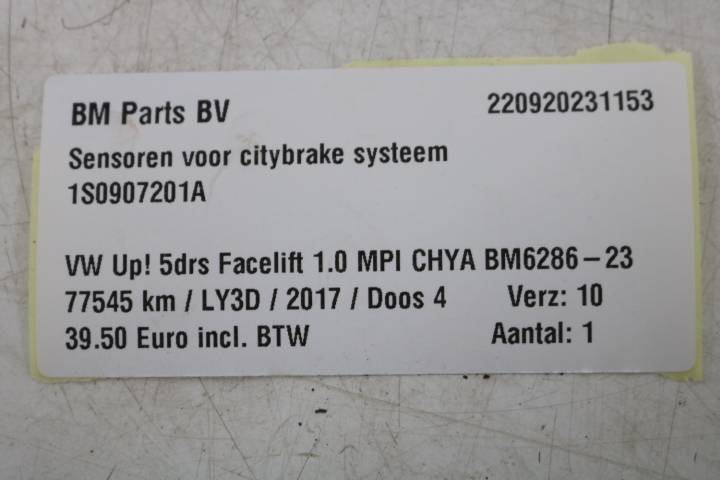 BM Parts BV 220920231153
Sensoren voor citybrake systeem
1S0907201A
VW Up! 5drs Facelift 1.0 MPI CHYA BM6286-23
77545 km / LY3D / 2017 / Doos 4 Verz: 10
39.50 Euro incl. BTW Aantal: 1